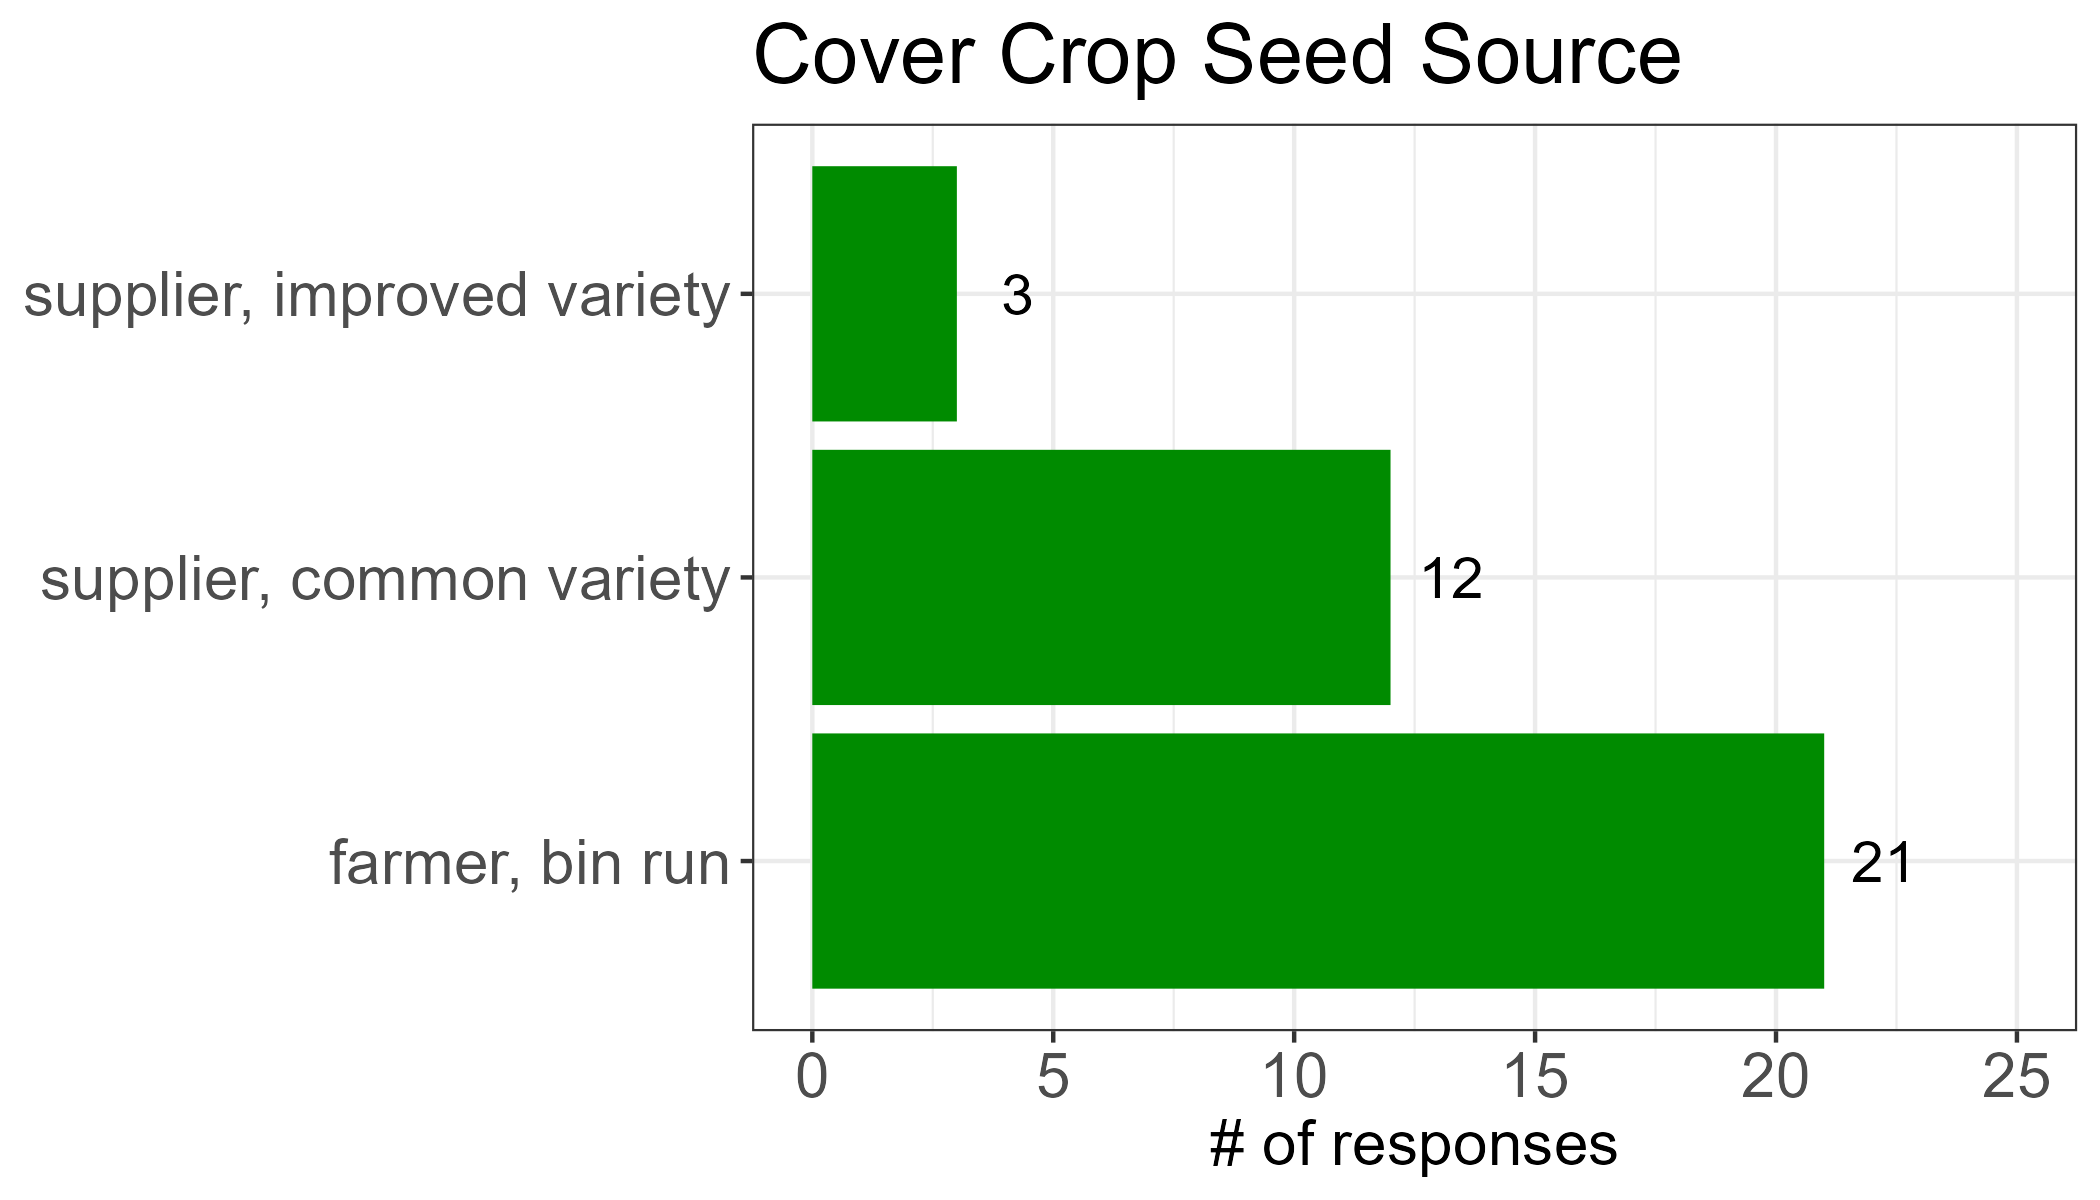 Cover Crop Seed Source
supplier, improved variety
3
supplier, common variety
12
farmer, bin run
21
0 5 10 15 20 25
# of responses